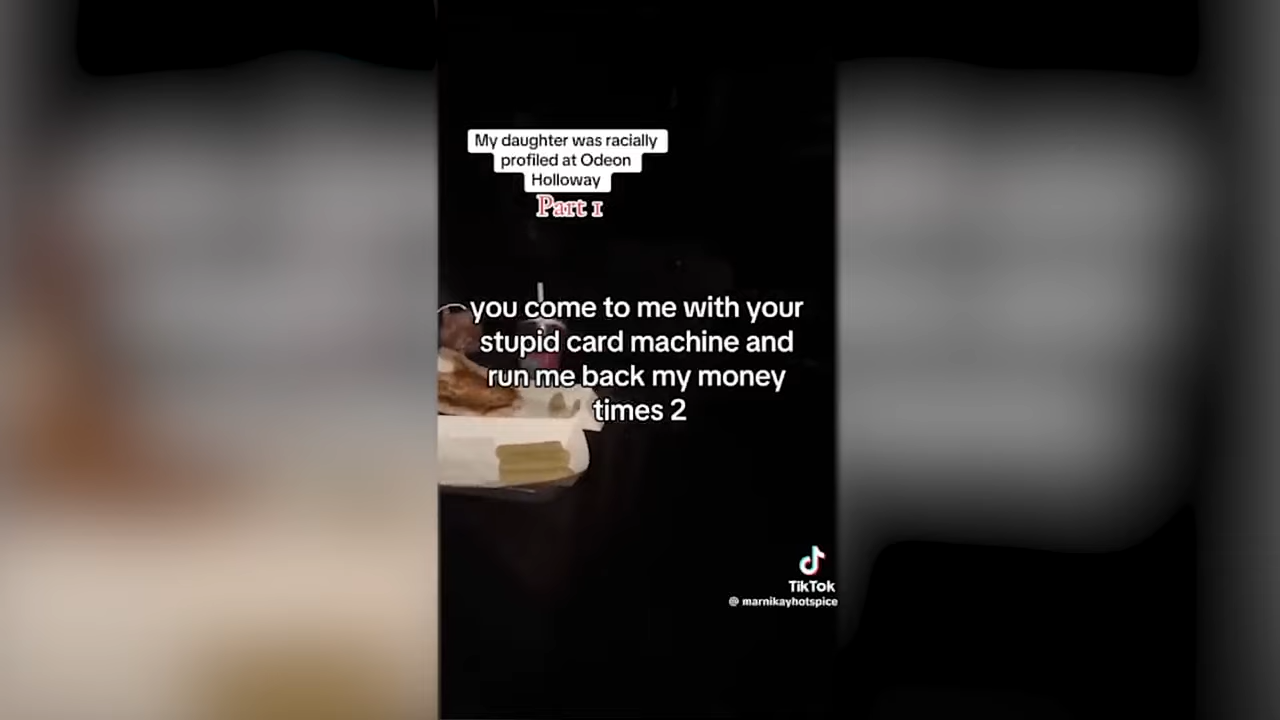 My daughter was racially
profiled at Odeon
Holloway
Part 1
you come to me with your
stupid card machine and
run me back my money
times 2
TikTok
@ marnikayhotspice